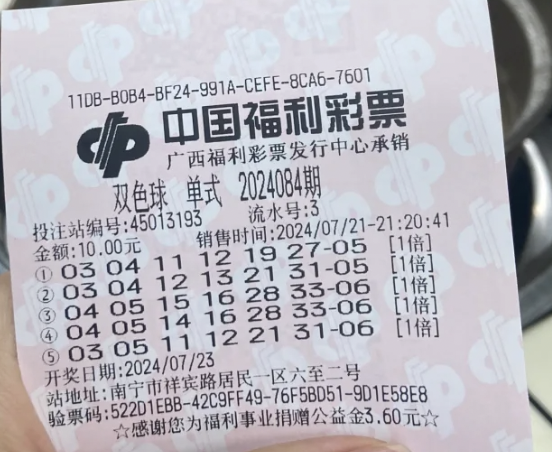 11DB-B0B4-BF24-991A-CEFE-8CA6-7601
中国福利彩票
广西福利彩票发行中心承销
双色球 单式 2024084期
投注站编号:45013193 流水号:3
金额:10.00元 销售时间:2024/07/21-21:20:41
① 03 04 11 12 19 27-05 [1倍]
② 03 04 12 13 21 31-05 [1倍]
③ 04 05 15 16 28 33-06 [1倍]
④ 04 05 14 16 28 33-06 [1倍]
⑤ 03 05 11 12 21 31-06 [1倍]
开奖日期:2024/07/23
站地址:南宁市祥宾路居民一区六至二号
验票码:522D1EBB-42C9FF49-76F5BD51-9D1E58E8
☆感谢您为福利事业捐赠公益金3.60元☆